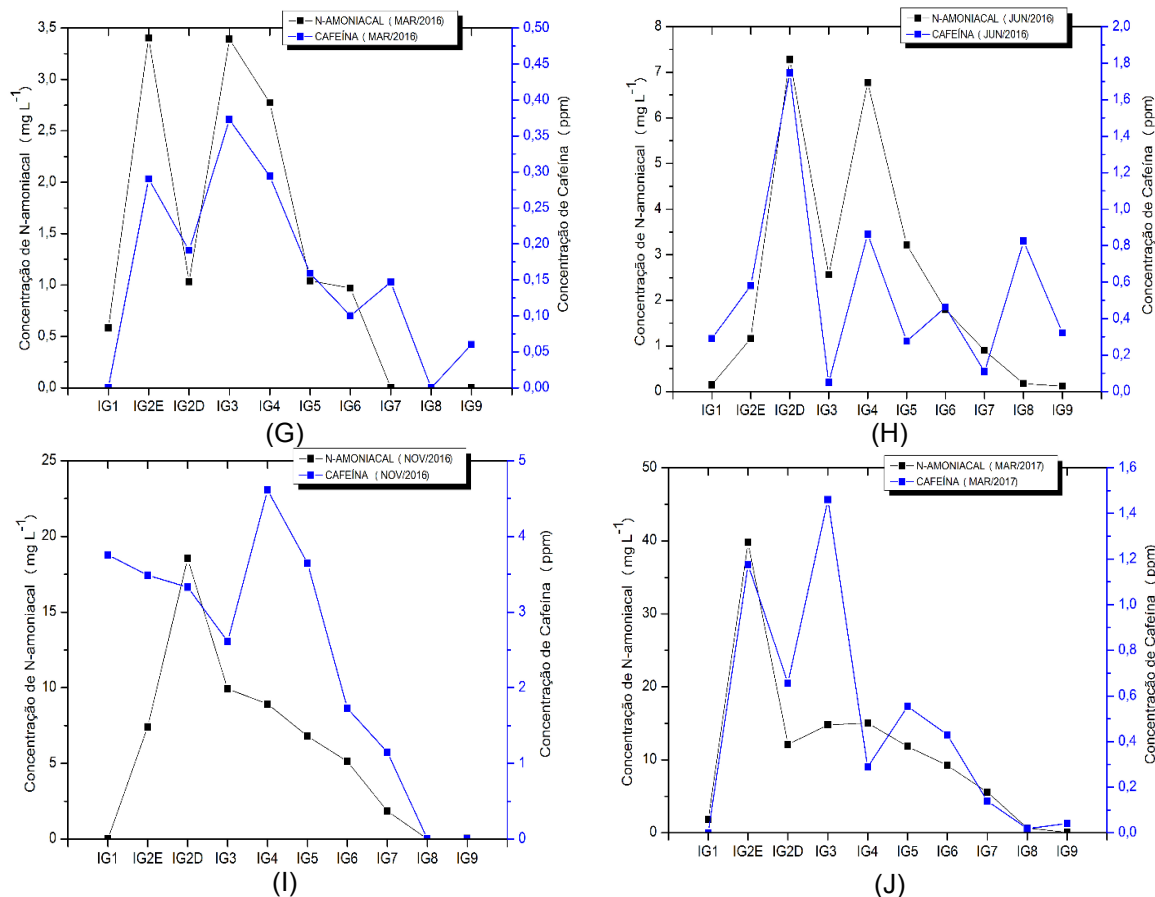 N-AMONIACAL ( MAR/2016)
CAFEÍNA ( MAR/2016)
Concentração de N-amoniacal ( mg L⁻¹)
3,5
3,0
2,5
2,0
1,5
1,0
0,5
0,0
0,50
0,45
0,40
0,35
0,30
0,25
0,20
0,15
0,10
0,05
0,00
Concentração de Cafeína ( ppm)
IG1 IG2E IG2D IG3 IG4 IG5 IG6 IG7 IG8 IG9
(G)
N-AMONIACAL ( JUN/2016)
CAFEÍNA ( JUN/2016)
Concentração de N-amoniacal ( mg L⁻¹)
8
7
6
5
4
3
2
1
0
2,0
1,8
1,6
1,4
1,2
1,0
0,8
0,6
0,4
0,2
0,0
Concentração de Cafeína ( ppm)
IG1 IG2E IG2D IG3 IG4 IG5 IG6 IG7 IG8 IG9
(H)
N-AMONIACAL ( NOV/2016)
CAFEÍNA ( NOV/2016)
Concentração de N-amoniacal ( mg L⁻¹)
25
20
15
10
5
0
5
4
3
2
1
0
Concentração de Cafeína (ppm)
IG1 IG2E IG2D IG3 IG4 IG5 IG6 IG7 IG8 IG9
(I)
N-AMONIACAL ( MAR/2017)
CAFEÍNA ( MAR/2017)
Concentração de N-amoniacal ( mg L⁻¹)
50
40
30
20
10
0
1,6
1,4
1,2
1,0
0,8
0,6
0,4
0,2
0,0
Concentração de Cafeína ( ppm)
IG1 IG2E IG2D IG3 IG4 IG5 IG6 IG7 IG8 IG9
(J)